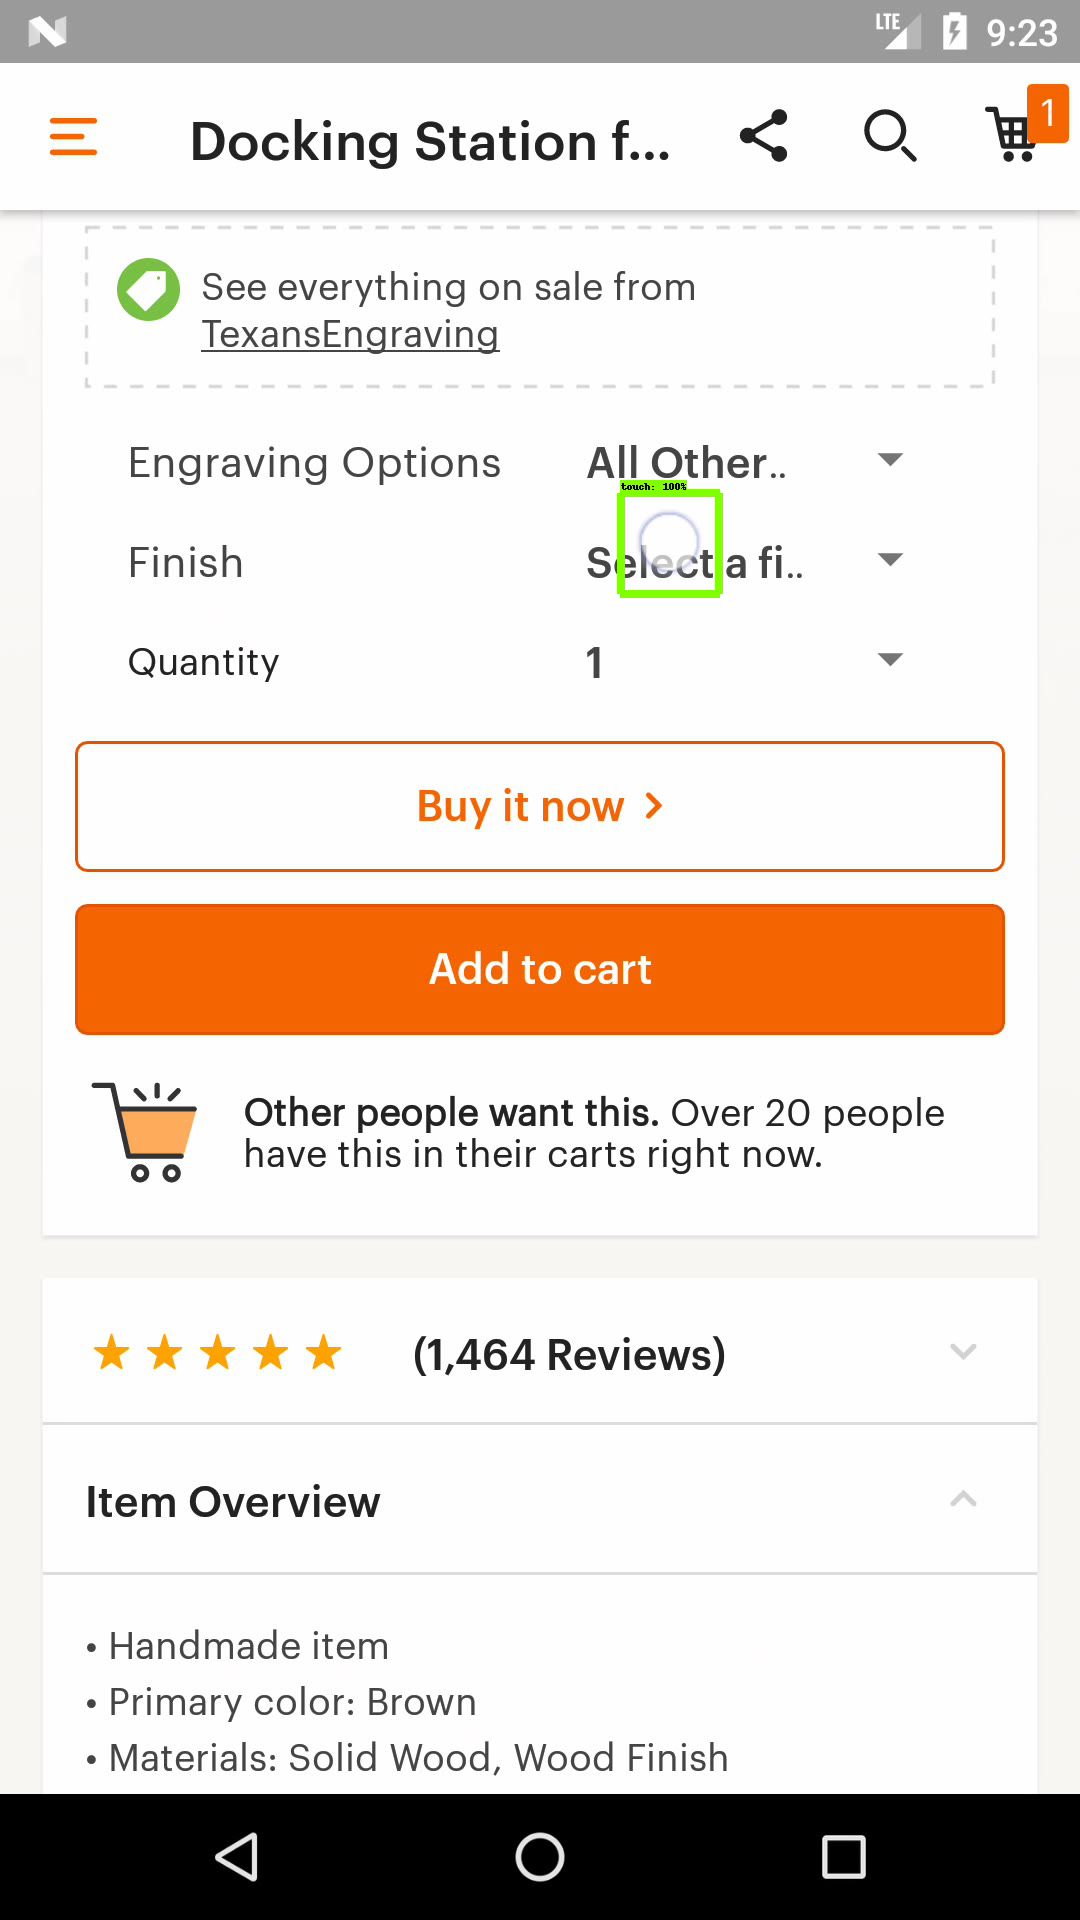 LTE 9:23
Docking Station f... 1
See everything on sale from
TexansEngraving
Engraving Options All Other..
touch: 100%
Finish Select a fi..
Quantity 1
Buy it now
Add to cart
Other people want this. Over 20 people
have this in their carts right now.
(1,464 Reviews)
Item Overview
• Handmade item
• Primary color: Brown
• Materials: Solid Wood, Wood Finish